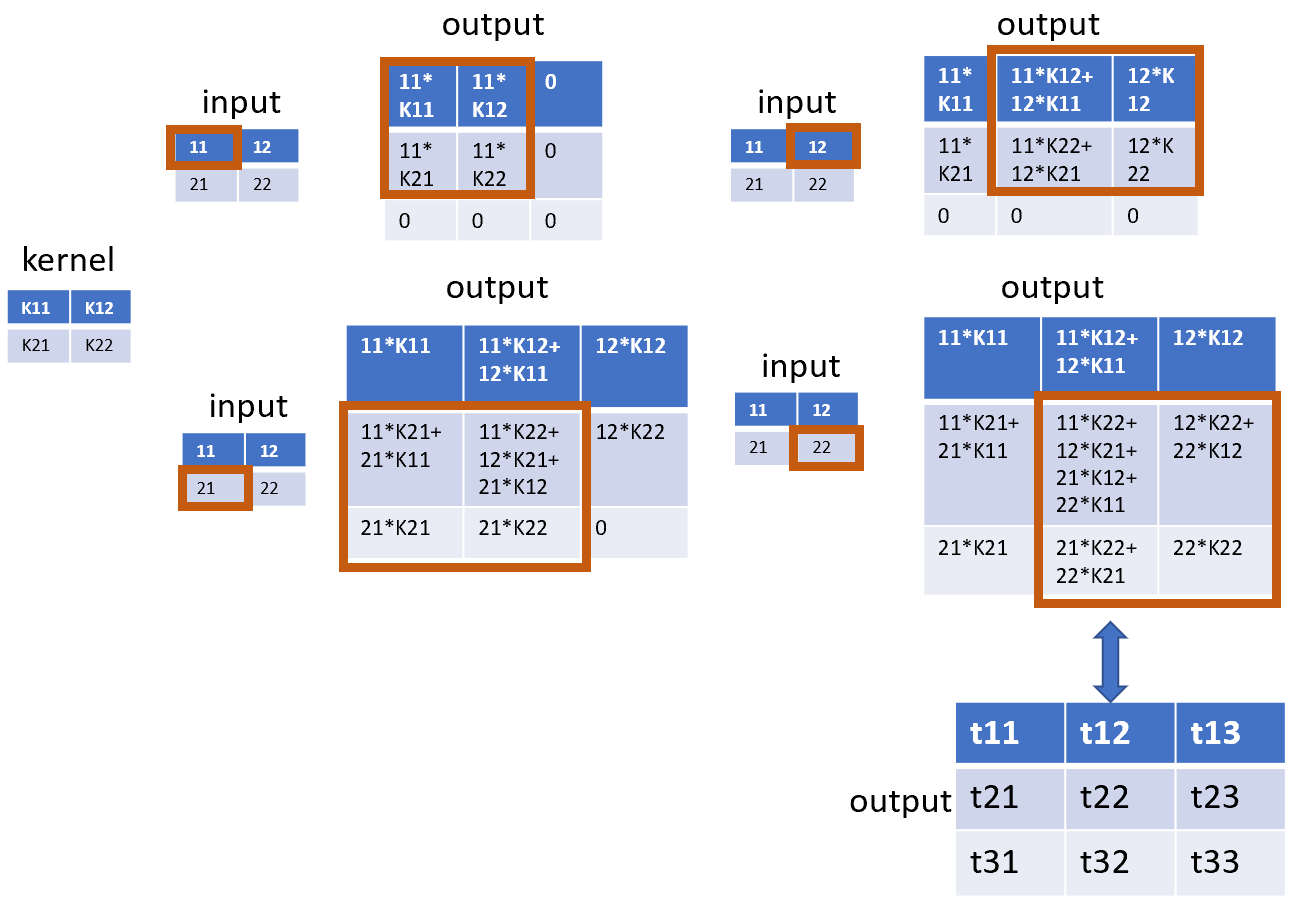 output
input
11 12
21 22
11* 11* 0
K11 K12
11* 11* 0
K21 K22
0 0 0
output
input
11 12
21 22
11* 11*K12+ 12*K
K11 12*K11 12
11* 11*K22+ 12*K
K21 12*K21 22
0 0 0
kernel
K11 K12
K21 K22
output
input
11 12
21 22
11*K11 11*K12+ 12*K12
12*K11
11*K21+ 11*K22+ 12*K22
21*K11 12*K21+
21*K12
21*K21 21*K22 0
output
input
11 12
21 22
11*K11 11*K12+ 12*K12
12*K11
11*K21+ 11*K22+ 12*K22+
21*K11 12*K21+ 22*K12
21*K12+
22*K11
21*K21 21*K22+ 22*K22
22*K21
output
t11 t12 t13
t21 t22 t23
t31 t32 t33